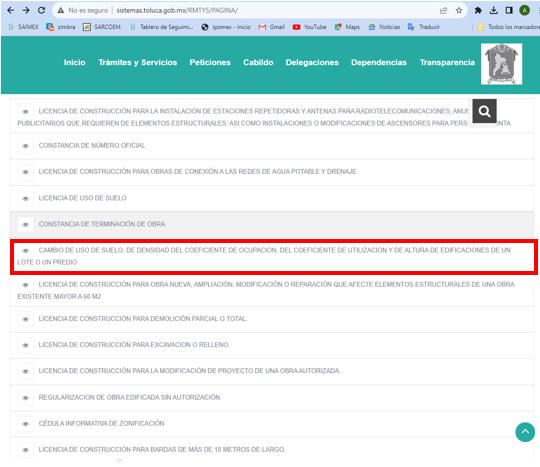 No es seguro | sistemas.toluca.gob.mx/RMTYS/PAGINA/
A
SAIMEX zimbra SARCOEM Tablero de Seguimi... ipomex - inicio Gmail YouTube Maps Noticias Traducir Todos los marcadore
Inicio Trámites y Servicios Peticiones Cabildo Delegaciones Dependencias Transparencia
LICENCIA DE CONSTRUCCIÓN PARA LA INSTALACIÓN DE ESTACIONES REPETIDORAS Y ANTENAS PARA RADIOTELECOMUNICACIONES; ANUN
PUBLICITARIOS QUE REQUIEREN DE ELEMENTOS ESTRUCTURALES; ASI COMO INSTALACIONES O MODIFICACIONES DE ASCENSORES PARA PERS ONTA
CONSTANCIA DE NÚMERO OFICIAL
LICENCIA DE CONSTRUCCIÓN PARA OBRAS DE CONEXIÓN A LAS REDES DE AGUA POTABLE Y DRENAJE.
LICENCIA DE USO DE SUELO
CONSTANCIA DE TERMINACIÓN DE OBRA
CAMBIO DE USO DE SUELO, DE DENSIDAD DEL COEFICIENTE DE OCUPACION, DEL COEFICIENTE DE UTILIZACION Y DE ALTURA DE EDIFICACIONES DE UN
LOTE O UN PREDIO
LICENCIA DE CONSTRUCCIÓN PARA OBRA NUEVA, AMPLIACIÓN, MODIFICACIÓN O REPARACIÓN QUE AFECTE ELEMENTOS ESTRUCTURALES DE UNA OBRA
EXISTENTE MAYOR A 60 M2
LICENCIA DE CONSTRUCCIÓN PARA DEMOLICIÓN PARCIAL O TOTAL.
LICENCIA DE CONSTRUCCIÓN PARA EXCAVACION O RELLENO.
LICENCIA DE CONSTRUCCIÓN PARA LA MODIFICACIÓN DE PROYECTO DE UNA OBRA AUTORIZADA.
REGULARIZACION DE OBRA EDIFICADA SIN AUTORIZACIÓN.
CÉDULA INFORMATIVA DE ZONIFICACIÓN
LICENCIA DE CONSTRUCCIÓN PARA BARDAS DE MÁS DE 10 METROS DE LARGO.